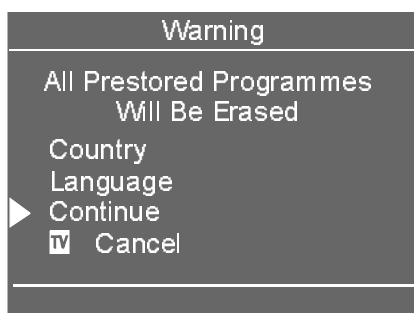 Warning
All Prestored Programmes
Will Be Erased
Country
Language
Continue
TV Cancel